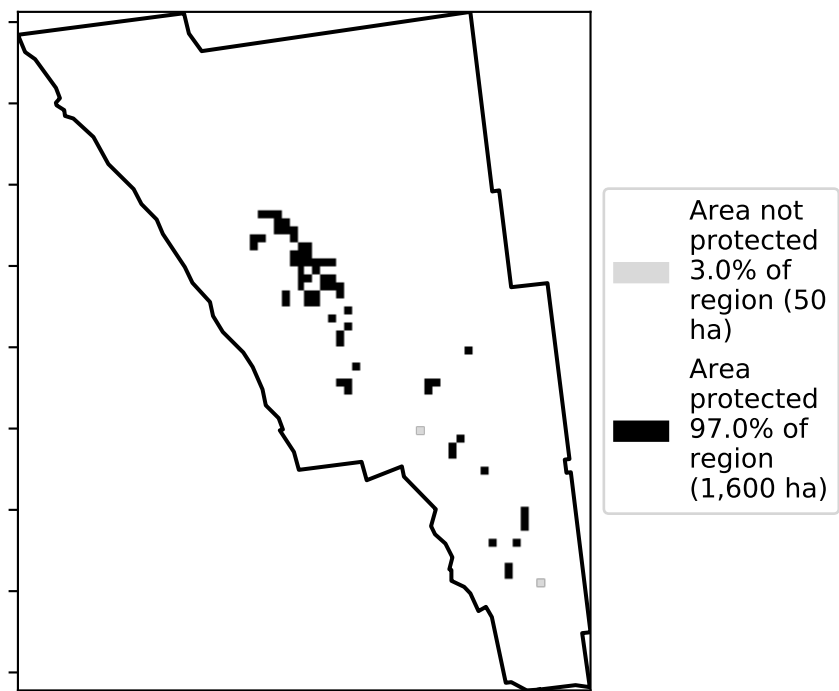 Area not
protected
3.0% of
region (50
ha)
Area
protected
97.0% of
region
(1,600 ha)